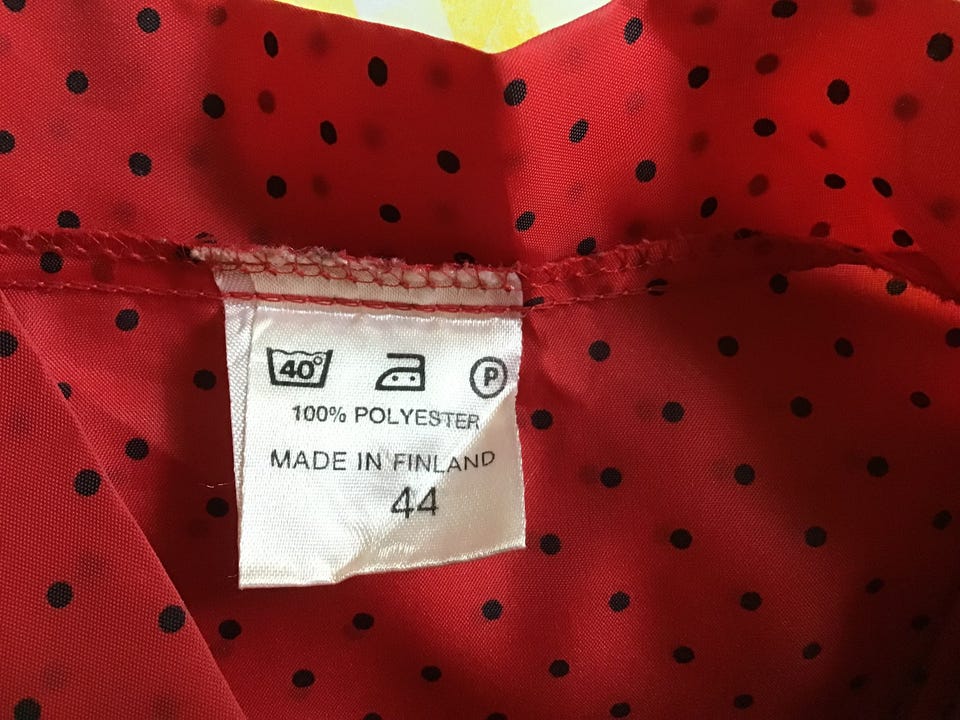 40° P
100% POLYESTER
MADE IN FINLAND
44